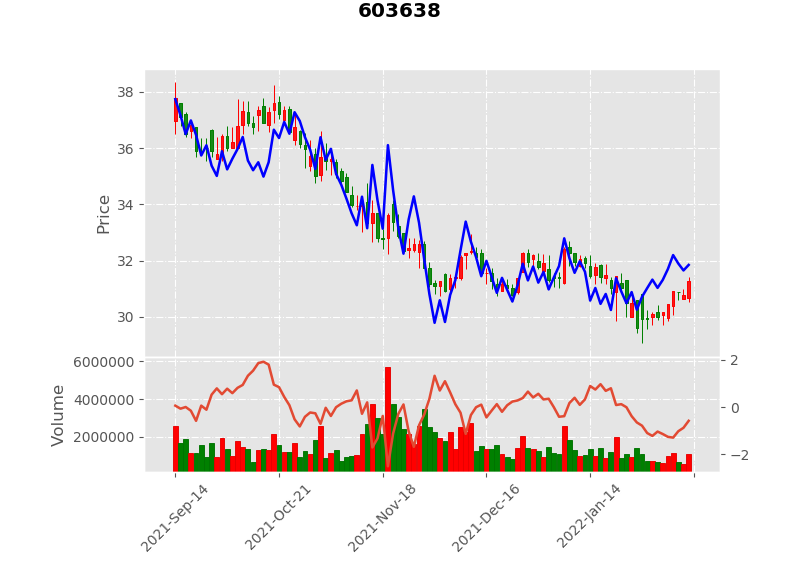 603638
38
36
34
32
30
Price
6000000
4000000
2000000
Volume
2
0
−2
2021-Sep-14
2021-Oct-21
2021-Nov-18
2021-Dec-16
2022-Jan-14